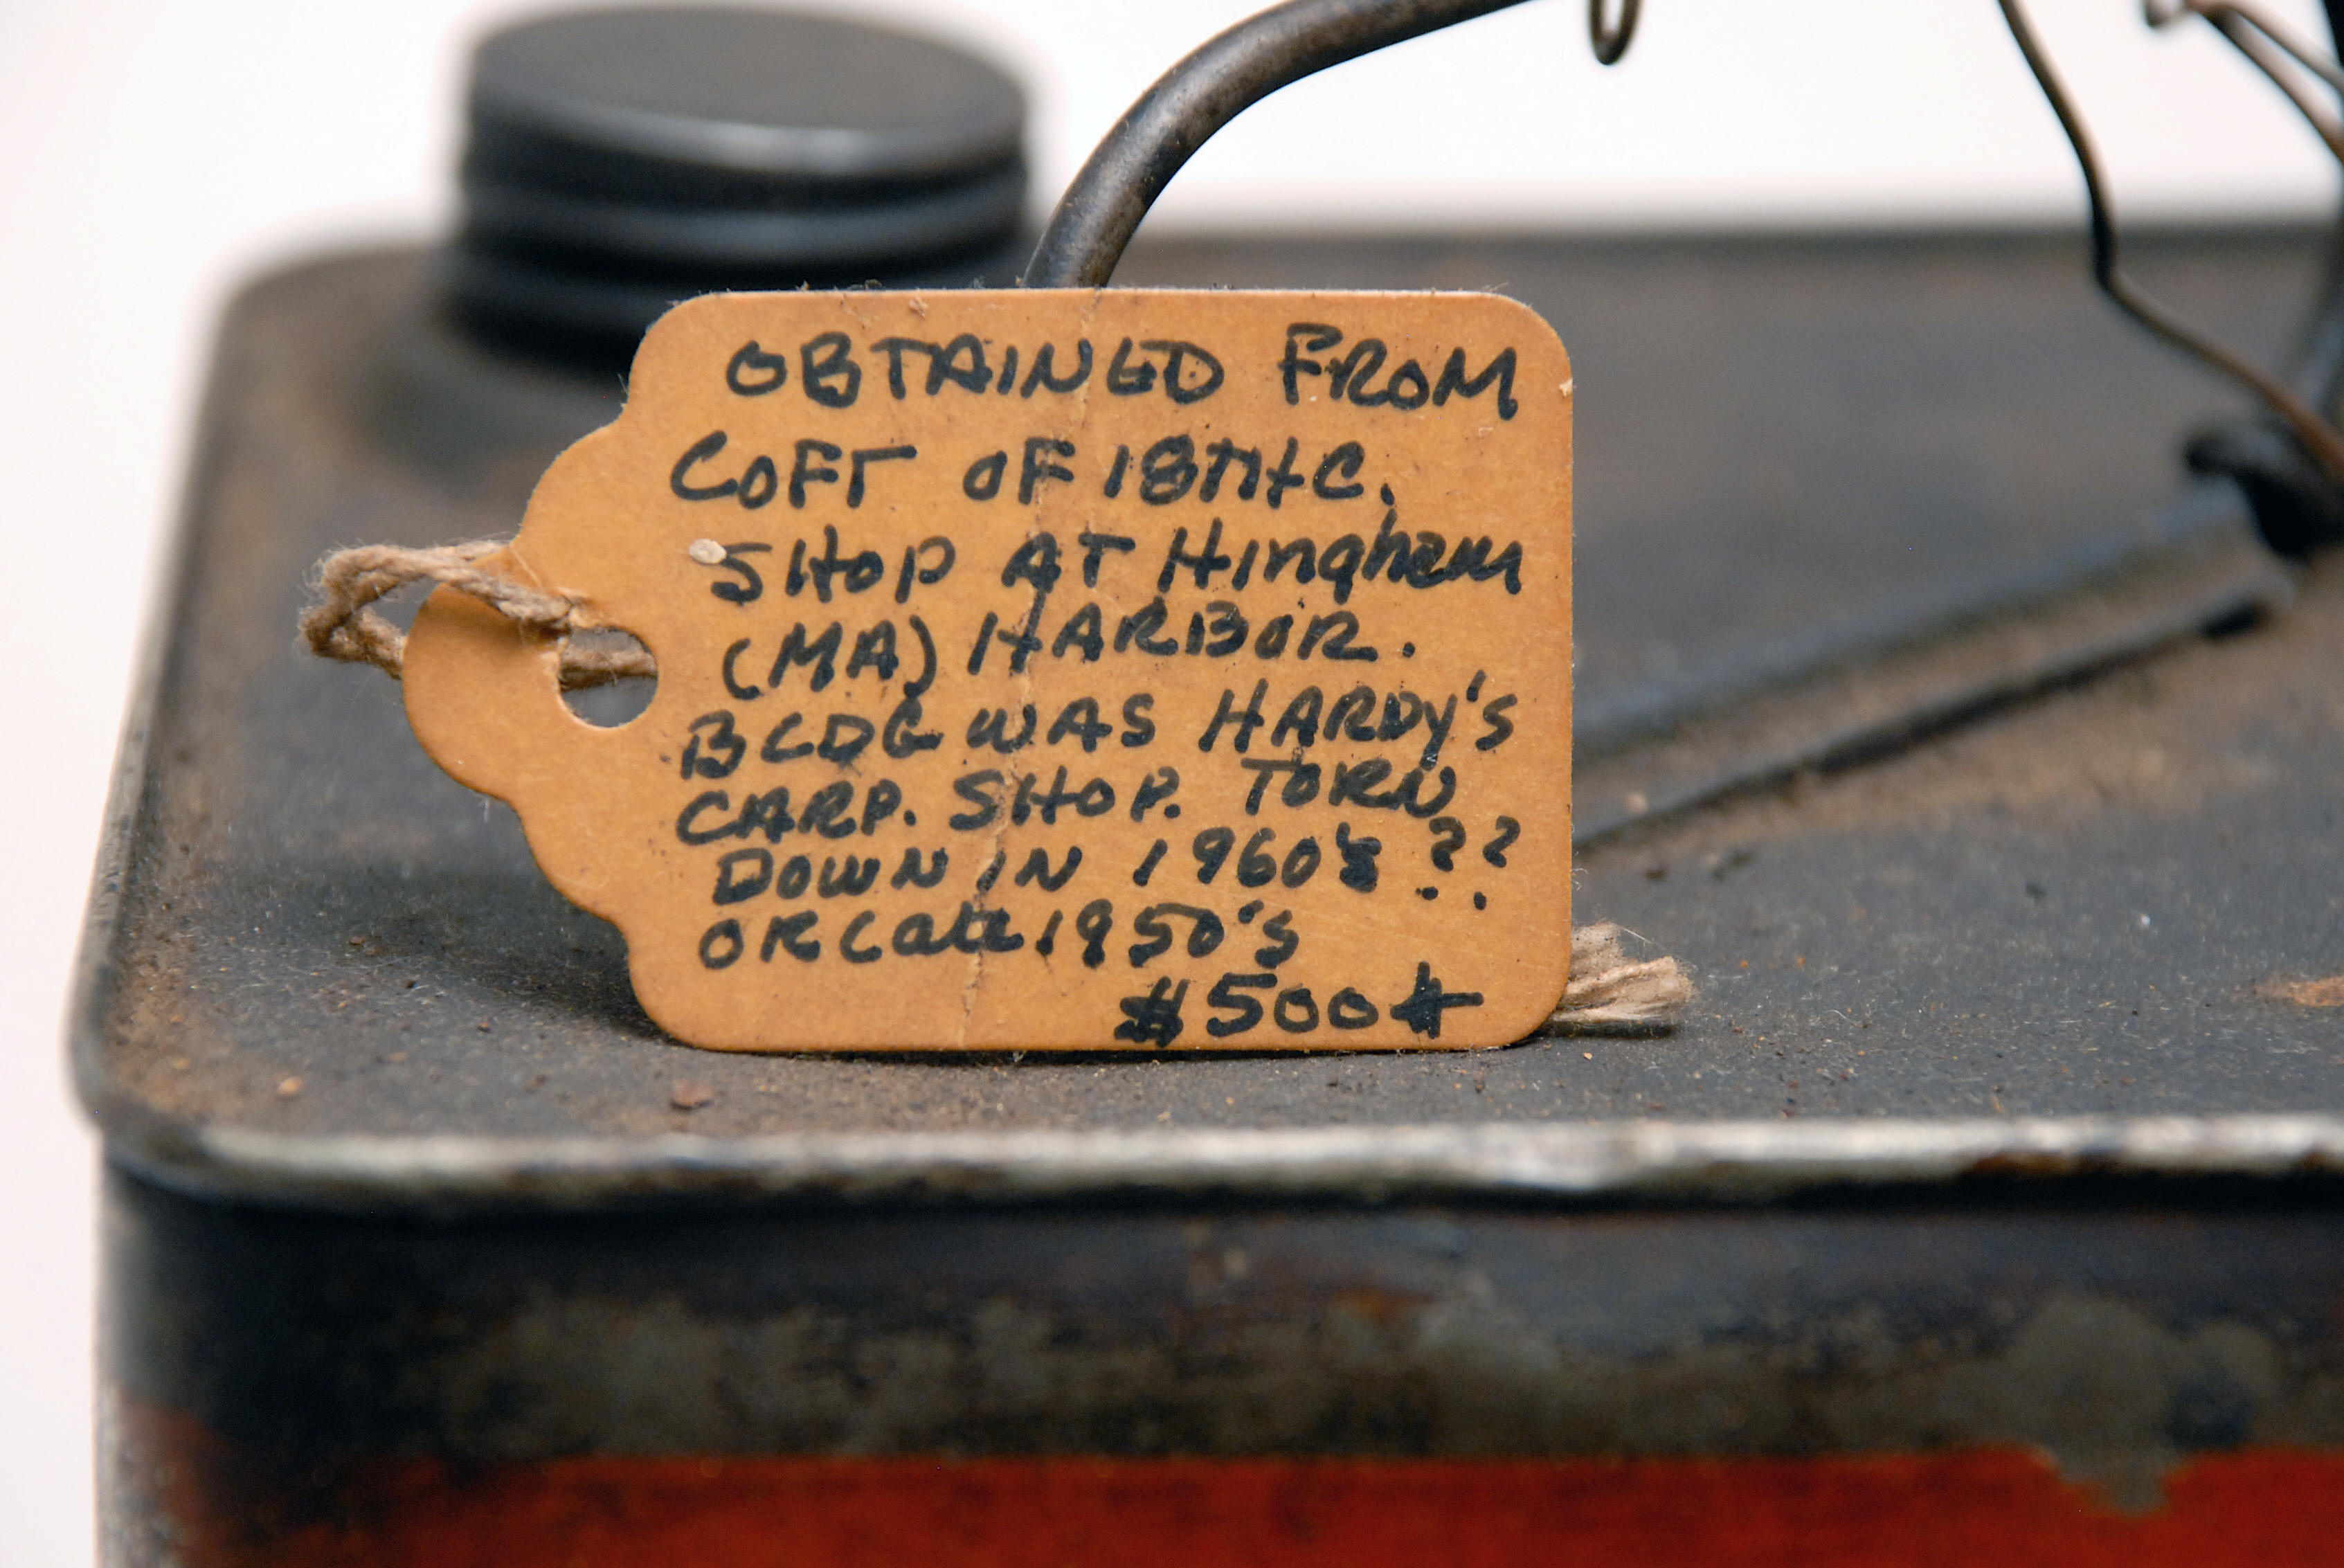 OBTAINED FROM
LOFT OF 18TH C.
SHOP AT Hingham
(MA) HARBOR.
BLDG WAS HARDY'S
CARP. SHOP. TORN
DOWN IN 1960's ??
OR Late 1950's
$500+